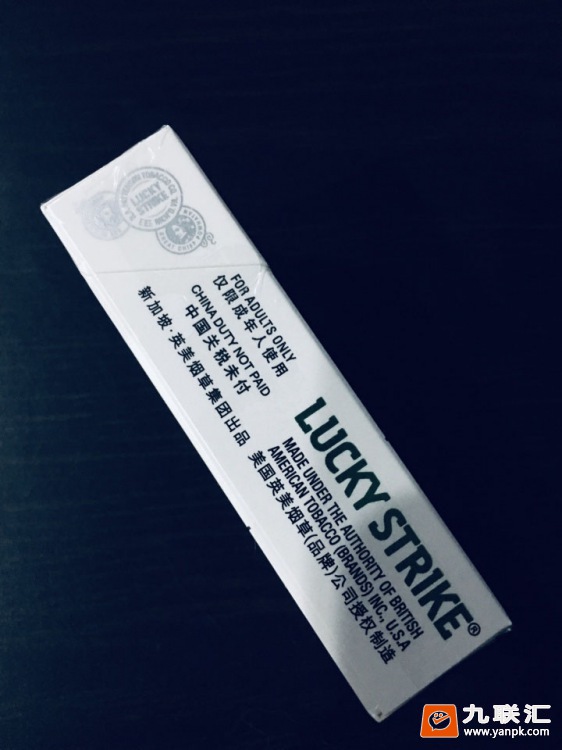 LUCKY
STRIKE
FOR ADULTS ONLY
仅限成年人使用
CHINA DUTY NOT PAID
中国关税未付
新加坡·英美烟草集团出品
LUCKY STRIKE®
MADE UNDER THE AUTHORITY OF BRITISH
AMERICAN TOBACCO (BRANDS) INC., U.S.A
美国英美烟草(品牌)公司授权制造
九联汇
www.yanpk.com